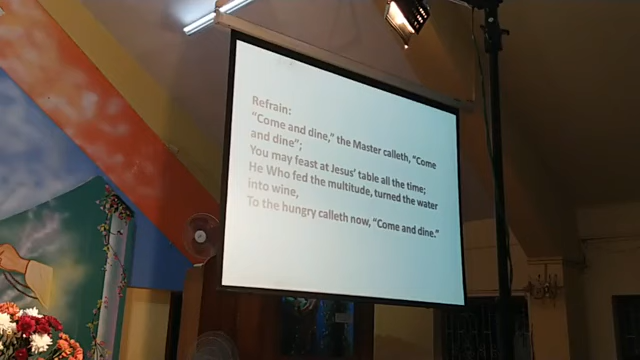 Refrain:
“Come and dine,” the Master calleth, “Come
and dine”;
You may feast at Jesus’ table all the time;
He Who fed the multitude, turned the water
into wine,
To the hungry calleth now, “Come and dine.”